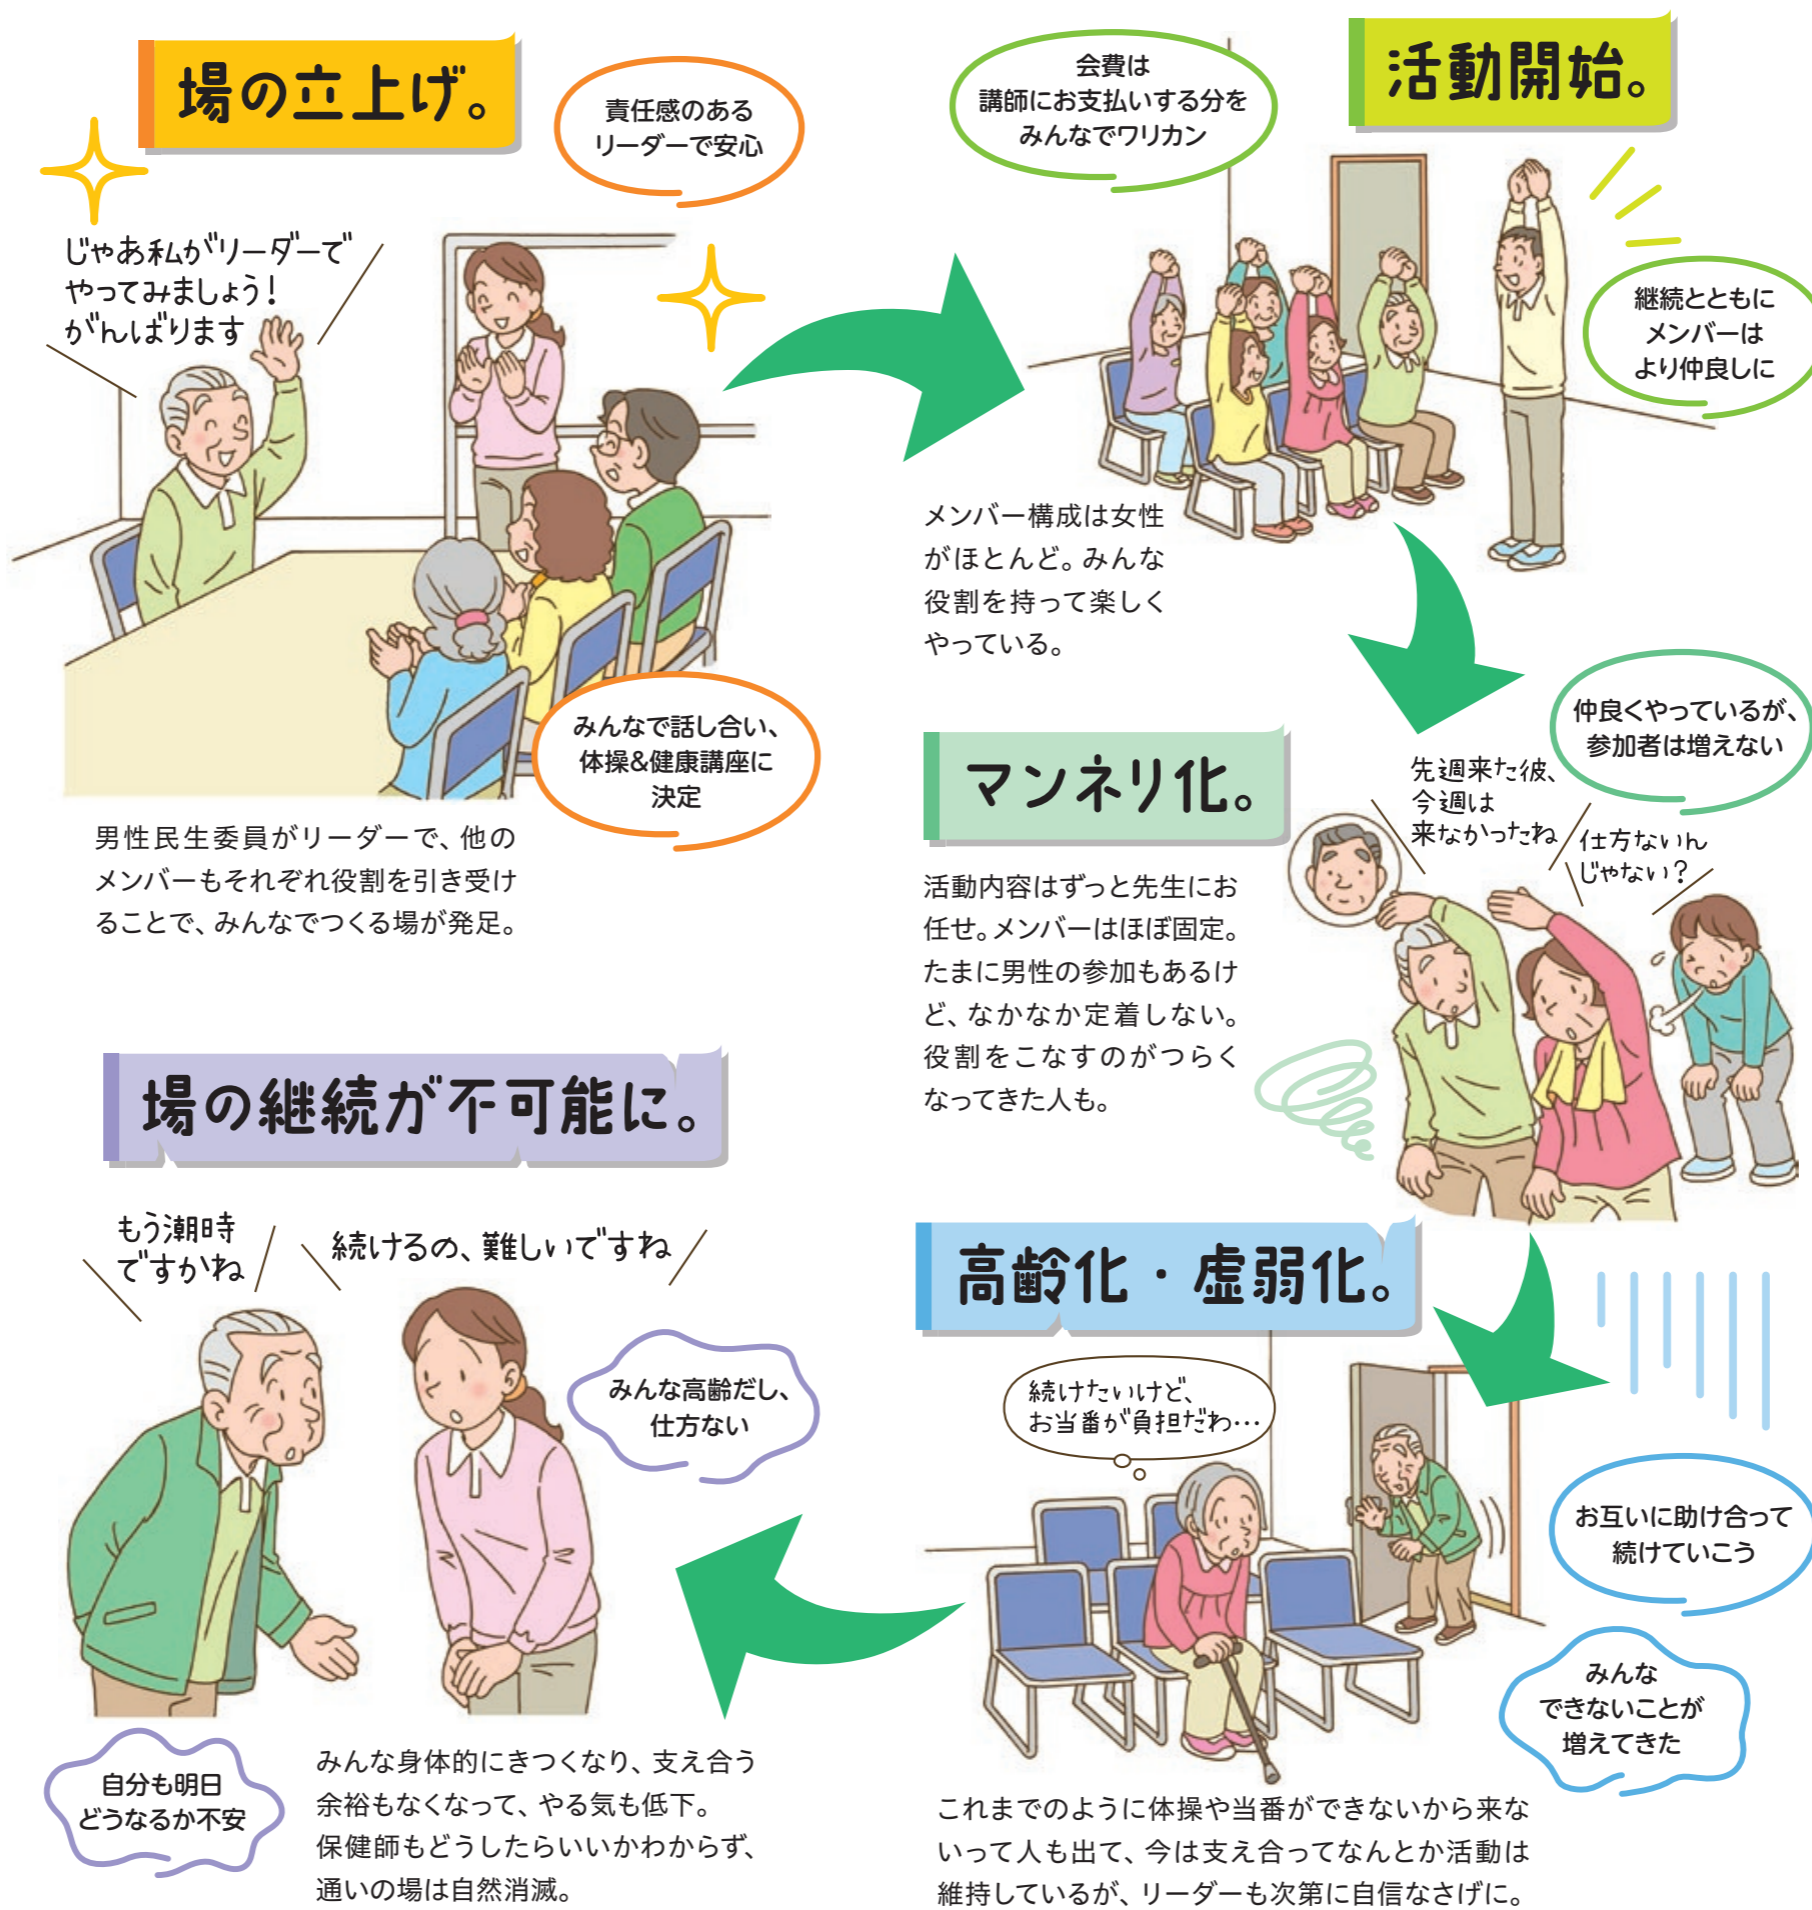 場の立上げ。
責任感のある
リーダーで安心
じゃあ私がリーダーで
やってみましょう!
がんばります
みんなで話し合い、
体操&健康講座に
決定
男性民生委員がリーダーで、他の
メンバーもそれぞれ役割を引き受け
ることで、みんなでつくる場が発足。
活動開始。
会費は
講師にお支払いする分を
みんなでワリカン
継続とともに
メンバーは
より仲良しに
メンバー構成は女性
がほとんど。みんな
役割を持って楽しく
やっている。
マンネリ化。
仲良くやっているが、
参加者は増えない
先週来た彼、
今週は
来なかったね
仕方ないん
じゃない?
活動内容はずっと先生にお
任せ。メンバーはほぼ固定。
たまに男性の参加もあるけ
ど、なかなか定着しない。
役割をこなすのがつらく
なってきた人も。
高齢化・虚弱化。
続けたいけど、
お当番が負担だわ…
お互いに助け合って
続けていこう
みんな
できないことが
増えてきた
これまでのように体操や当番ができないから来な
いって人も出て、今は支え合ってなんとか活動は
維持しているが、リーダーも次第に自信なさげに。
場の継続が不可能に。
もう潮時
ですかね
続けるの、難しいですね
みんな高齢だし、
仕方ない
自分も明日
どうなるか不安
みんな身体的にきつくなり、支え合う
余裕もなくなって、やる気も低下。
保健師もどうしたらいいかわからず、
通いの場は自然消滅。